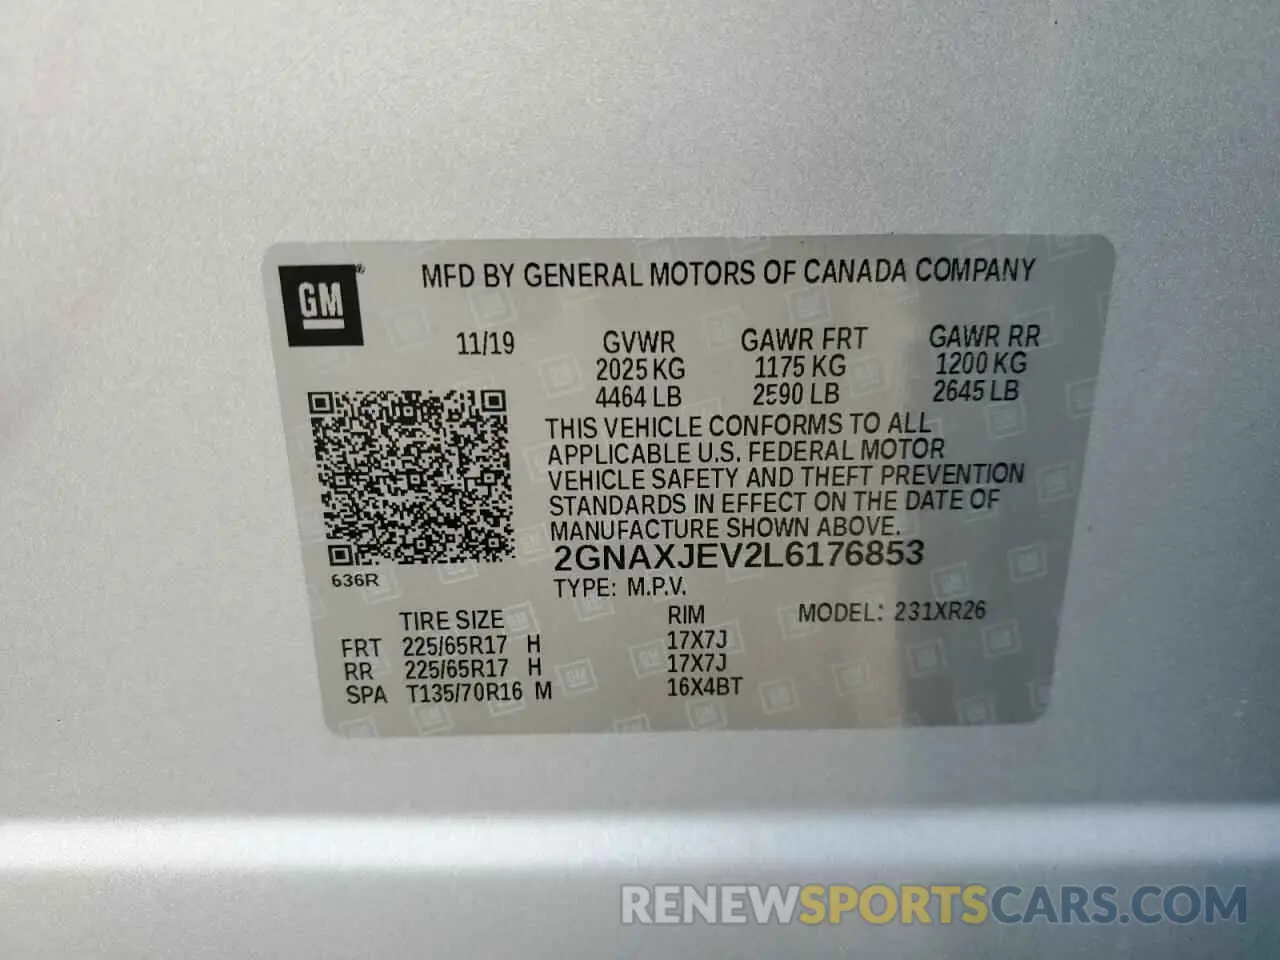 MFD BY GENERAL MOTORS OF CANADA COMPANY
GM®
11/19 GVWR GAWR FRT GAWR RR
2025 KG 1175 KG 1200 KG
4464 LB 2590 LB 2645 LB
THIS VEHICLE CONFORMS TO ALL
APPLICABLE U.S. FEDERAL MOTOR
VEHICLE SAFETY AND THEFT PREVENTION
STANDARDS IN EFFECT ON THE DATE OF
MANUFACTURE SHOWN ABOVE.
2GNAXJEV2L6176853
636R
TYPE: M.P.V.
TIRE SIZE RIM MODEL: 231XR26
FRT 225/65R17 H 17X7J
RR 225/65R17 H 17X7J
SPA T135/70R16 M 16X4BT
RENEWSPORTSCARS.COM